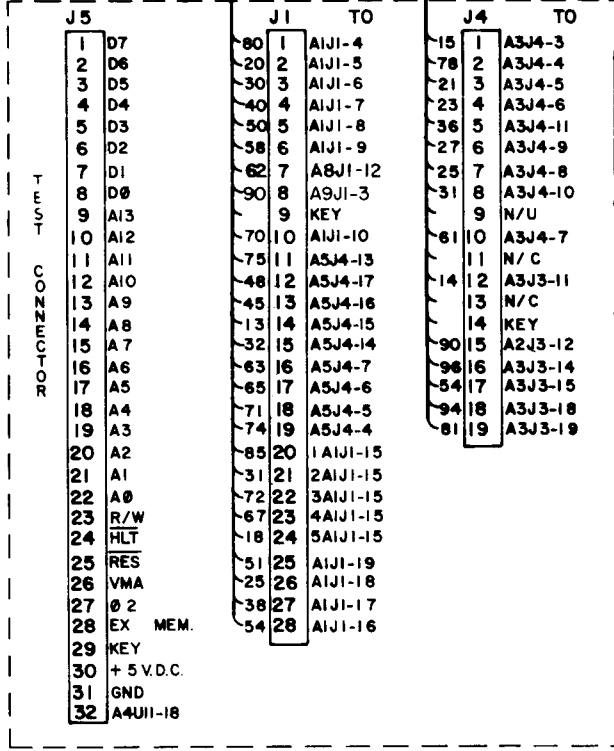 J5
1 D7
2 D6
3 D5
4 D4
5 D3
6 D2
7 D1
8 DØ
9 A13
10 A12
11 A11
12 A10
13 A9
14 A8
15 A7
16 A6
17 A5
18 A4
19 A3
20 A2
21 A1
22 AØ
23 R/W
24 HLT
25 RES
26 VMA
27 Ø2
28 EX MEM.
29 KEY
30 +5 V.D.C.
31 GND
32 A4U11-18
TEST CONNECTOR
J1 TO
80 1 A1J1-4
20 2 A1J1-5
30 3 A1J1-6
40 4 A1J1-7
50 5 A1J1-8
58 6 A1J1-9
62 7 A8J1-12
90 8 A9J1-3
9 KEY
70 10 A1J1-10
75 11 A5J4-13
48 12 A5J4-17
45 13 A5J4-16
13 14 A5J4-15
32 15 A5J4-14
63 16 A5J4-7
65 17 A5J4-6
71 18 A5J4-5
74 19 A5J4-4
85 20 1A1J1-15
31 21 2A1J1-15
72 22 3A1J1-15
67 23 4A1J1-15
18 24 5A1J1-15
51 25 A1J1-19
25 26 A1J1-18
38 27 A1J1-17
54 28 A1J1-16
J4 TO
15 1 A3J4-3
78 2 A3J4-4
21 3 A3J4-5
23 4 A3J4-6
36 5 A3J4-11
27 6 A3J4-9
25 7 A3J4-8
31 8 A3J4-10
9 N/U
61 10 A3J4-7
11 N/C
14 12 A3J3-11
13 N/C
14 KEY
90 15 A2J3-12
96 16 A3J3-14
54 17 A3J3-15
94 18 A3J3-18
81 19 A3J3-19